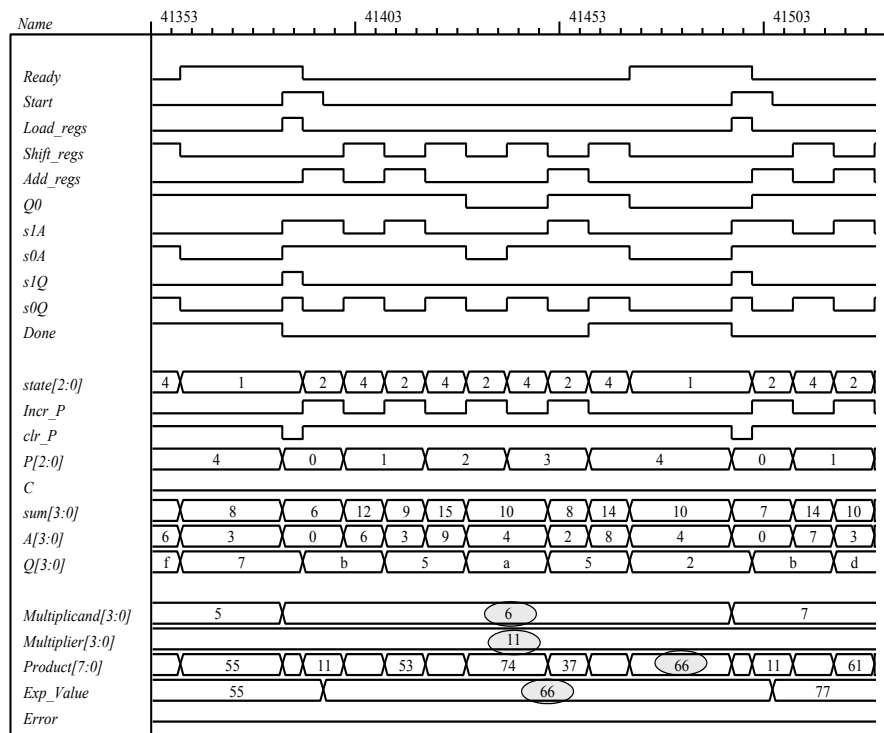 Name 41353 41403 41453 41503
Ready
Start
Load_regs
Shift_regs
Add_regs
Q0
s1A
s0A
s1Q
s0Q
Done
state[2:0] 4 1 2 4 2 4 2 4 2 4 1 2 4 2
Incr_P
clr_P
P[2:0] 4 0 1 2 3 4 0 1
C
sum[3:0] 8 6 12 9 15 10 8 14 10 7 14 10
A[3:0] 6 3 0 6 3 9 4 2 8 4 0 7 3
Q[3:0] f 7 b 5 a 5 2 b d
Multiplicand[3:0] 5 6 7
Multiplier[3:0] 11
Product[7:0] 55 11 53 74 37 66 11 61
Exp_Value 55 66 77
Error